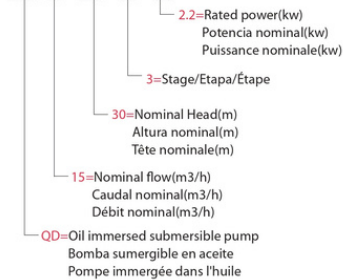 2.2=Rated power(kw)
Potencia nominal(kw)
Puissance nominale(kw)
3=Stage/Etapa/Étape
30=Nominal Head(m)
Altura nominal(m)
Tête nominale(m)
15=Nominal flow(m3/h)
Caudal nominal(m3/h)
Débit nominal(m3/h)
QD=Oil immersed submersible pump
Bomba sumergible en aceite
Pompe immergée dans l'huile